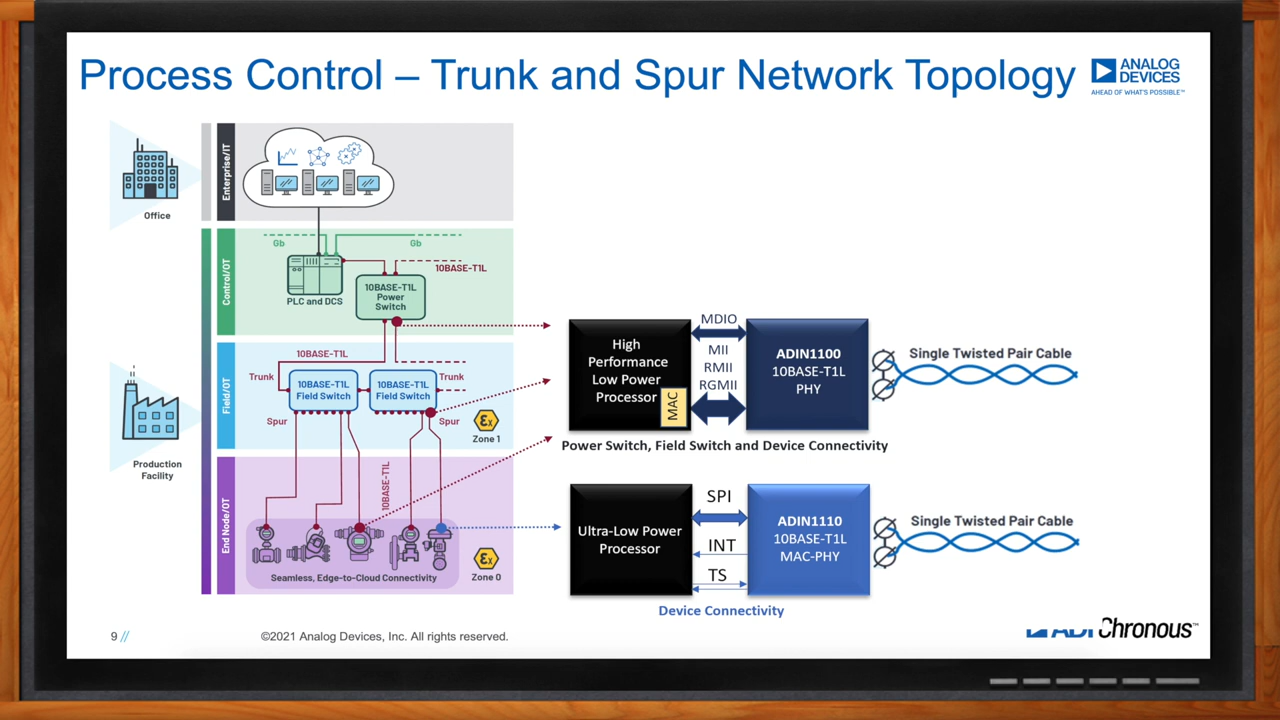 Process Control – Trunk and Spur Network Topology
ANALOG
DEVICES
AHEAD OF WHAT'S POSSIBLE™
Office
Enterprise/IT
Control/OT
Gb
Gb
10BASE-T1L
PLC and DCS
10BASE-T1L
Power
Switch
Field/OT
10BASE-T1L
Trunk
10BASE-T1L
Field Switch
10BASE-T1L
Field Switch
Trunk
Spur
Spur
Ex
Zone 1
Production
Facility
End Node/OT
10BASE-T1L
Seamless, Edge-to-Cloud Connectivity
Ex
Zone 0
High
Performance
Low Power
Processor
MAC
MDIO
MII
RMII
RGMII
ADIN1100
10BASE-T1L
PHY
Single Twisted Pair Cable
Power Switch, Field Switch and Device Connectivity
Ultra-Low Power
Processor
SPI
INT
TS
ADIN1110
10BASE-T1L
MAC-PHY
Single Twisted Pair Cable
Device Connectivity
9 //
©2021 Analog Devices, Inc. All rights reserved.
ADI Chronous™